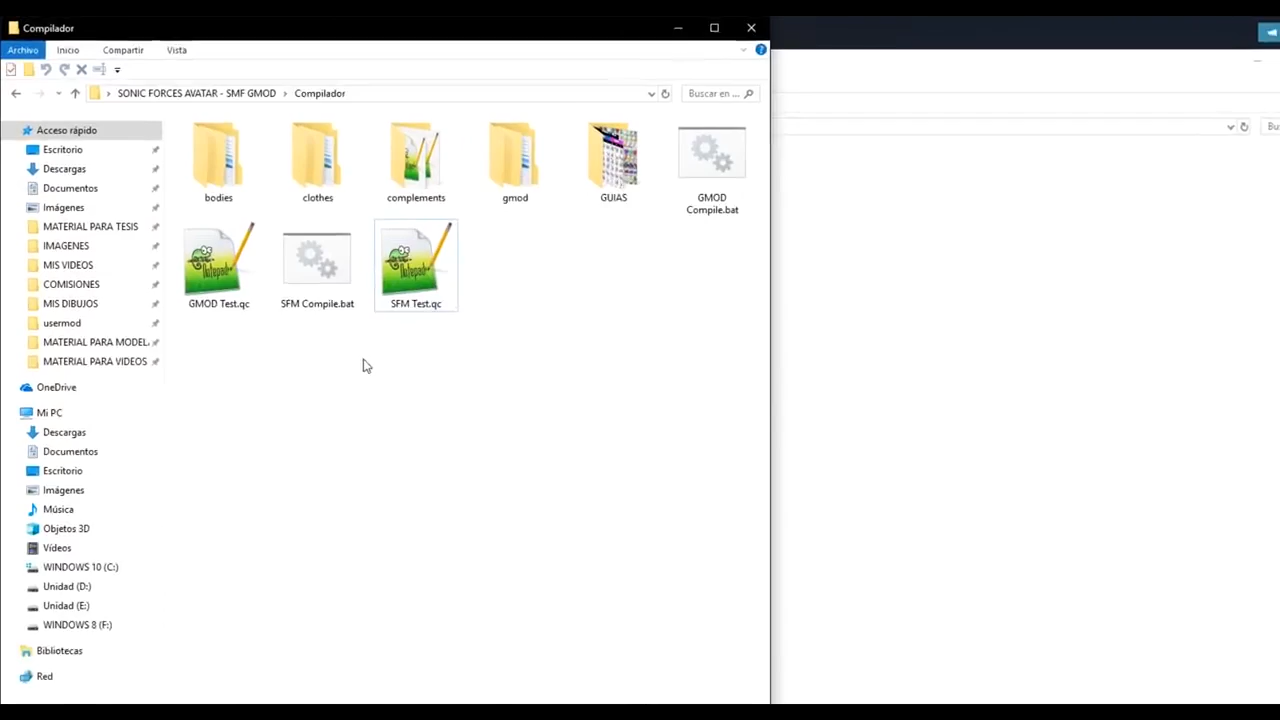 Compilador
Archivo Inicio Compartir Vista
SONIC FORCES AVATAR - SMF GMOD > Compilador
Buscar en ...
Acceso rápido
Escritorio
Descargas
Documentos
Imágenes
MATERIAL PARA TESIS
IMAGENES
MIS VIDEOS
COMISIONES
MIS DIBUJOS
usermod
MATERIAL PARA MODEL
MATERIAL PARA VIDEOS
OneDrive
Mi PC
Descargas
Documentos
Escritorio
Imágenes
Música
Objetos 3D
Vídeos
WINDOWS 10 (C:)
Unidad (D:)
Unidad (E:)
WINDOWS 8 (F:)
Bibliotecas
Red
bodies
clothes
complements
gmod
GUIAS
GMOD
Compile.bat
GMOD Test.qc
SFM Compile.bat
SFM Test.qc
Bu